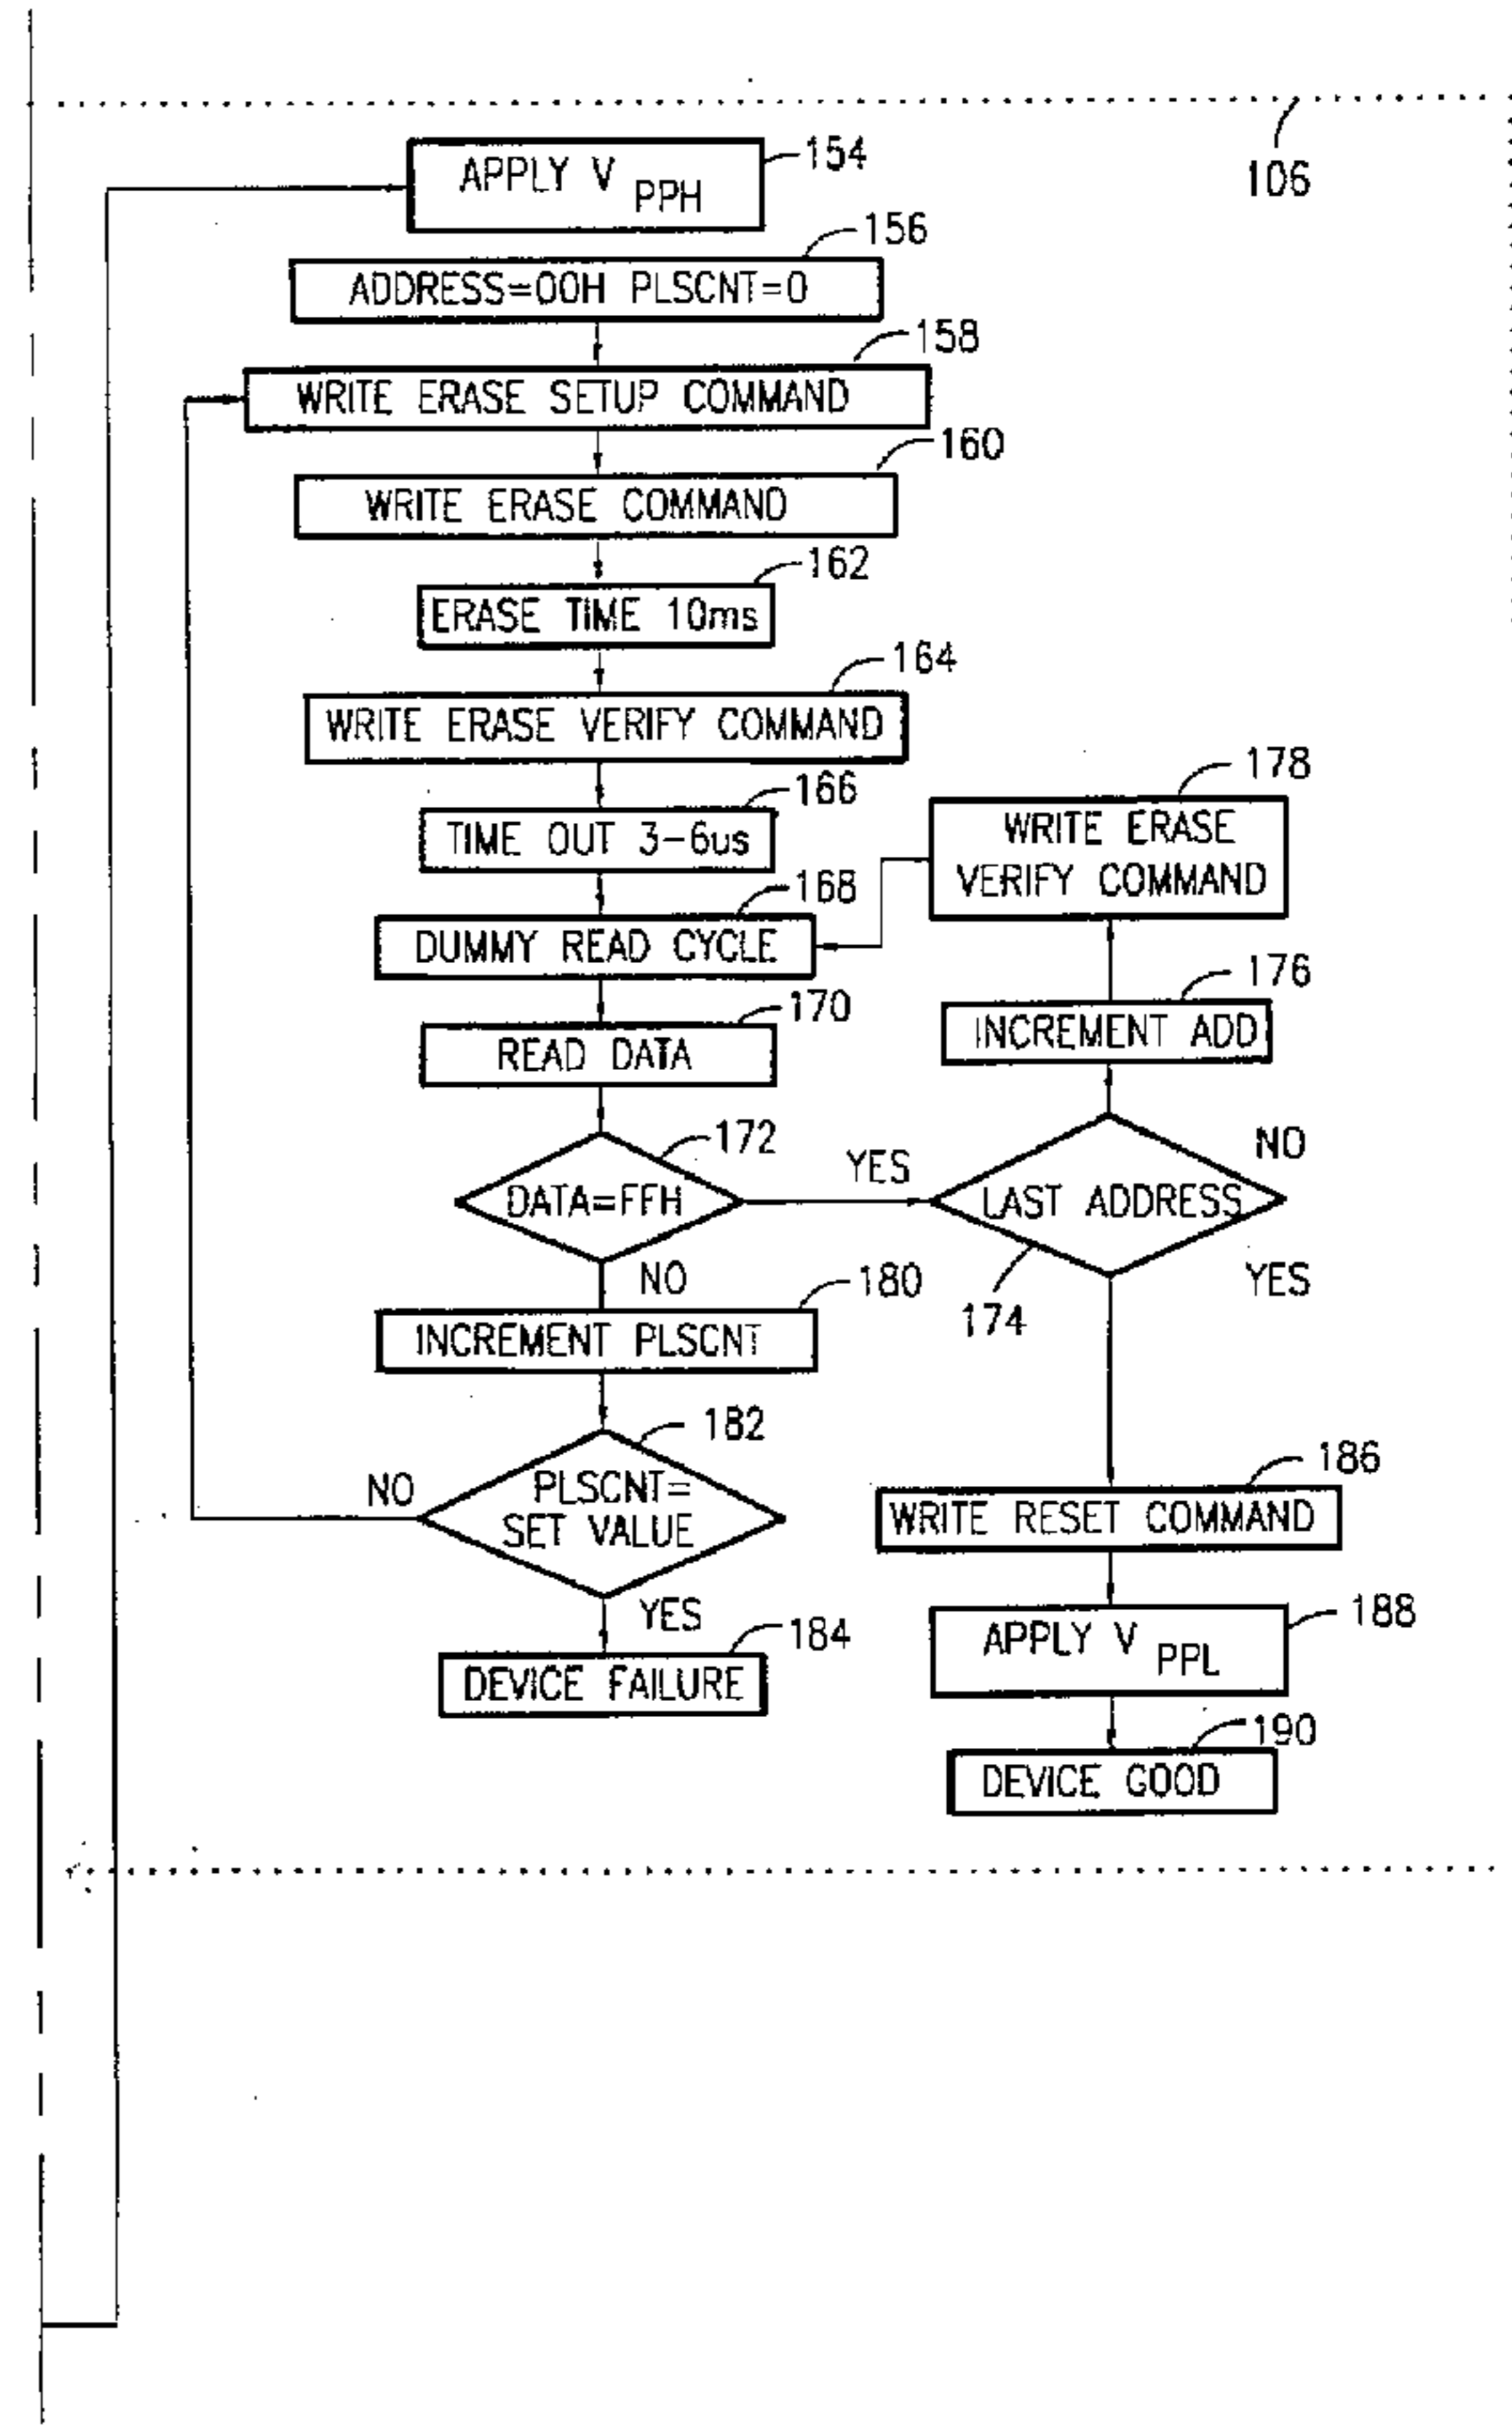 106
154
APPLY V PPH
156
ADDRESS=00H PLSCNT=0
158
WRITE ERASE SETUP COMMAND
160
WRITE ERASE COMMAND
162
ERASE TIME 10ms
164
WRITE ERASE VERIFY COMMAND
166
TIME OUT 3-6us
168
DUMMY READ CYCLE
170
READ DATA
172
DATA=FFH
YES
NO
178
WRITE ERASE
VERIFY COMMAND
176
INCREMENT ADD
NO
LAST ADDRESS
174
YES
180
INCREMENT PLSCNT
182
NO
PLSCNT=
SET VALUE
YES
184
DEVICE FAILURE
186
WRITE RESET COMMAND
188
APPLY V PPL
190
DEVICE GOOD